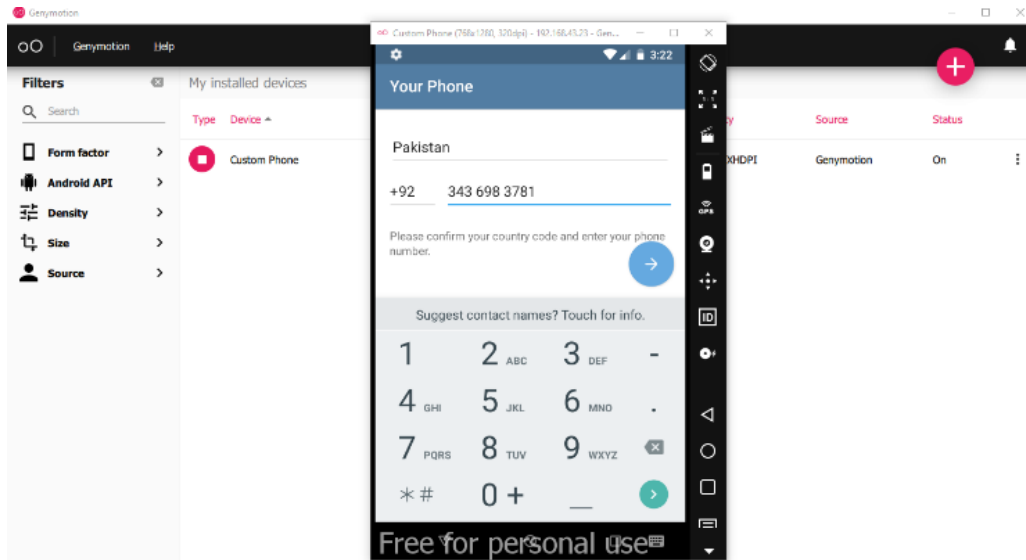 Genymotion
Genymotion Help
Filters
Search
Form factor
Android API
Density
Size
Source
My installed devices
Type Device
Custom Phone
Custom Phone (768x1280, 320dpi) - 192.168.43.23 - Gen...
3:22
Your Phone
Pakistan
+92 343 698 3781
Please confirm your country code and enter your phone
number.
Suggest contact names? Touch for info.
1 2 ABC 3 DEF -
4 GHI 5 JKL 6 MNO .
7 PQRS 8 TUV 9 WXYZ
*# 0 + _
Free for personal use
1:1
GPS
ID
y Source Status
XHDPI Genymotion On